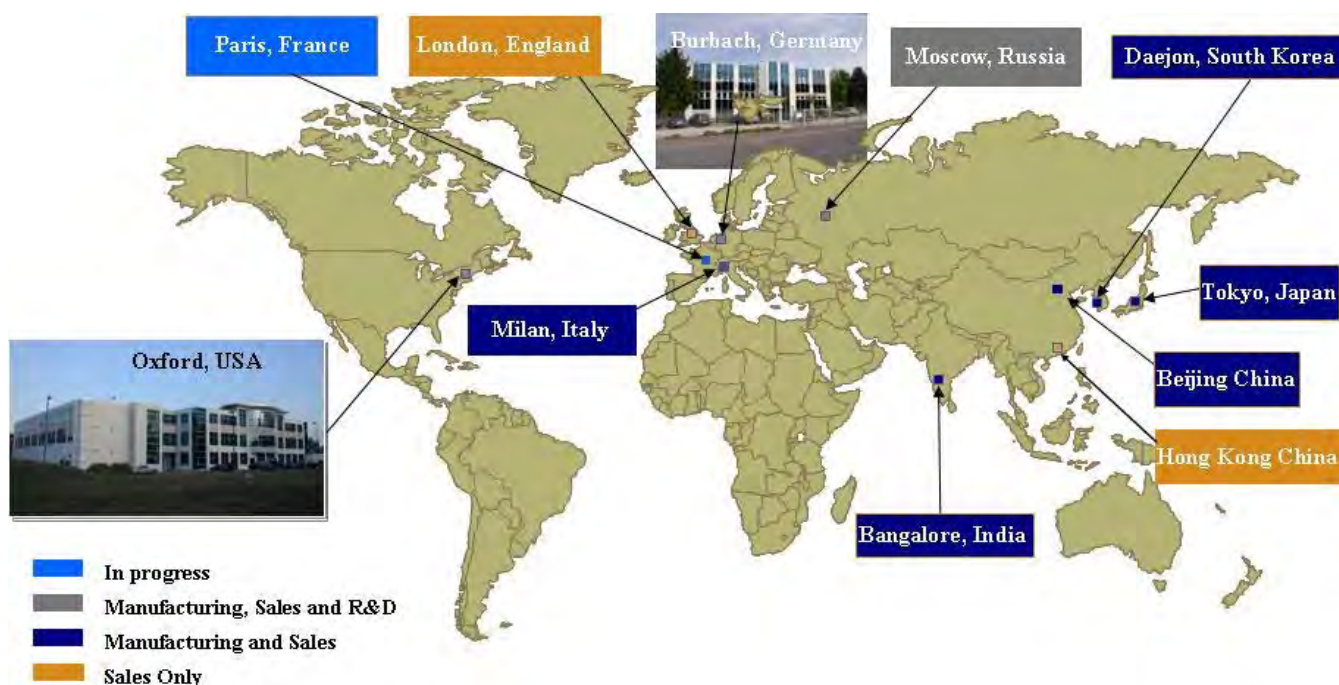 Paris, France
London, England
Burbach, Germany
Moscow, Russia
Daejon, South Korea
Milan, Italy
Tokyo, Japan
Oxford, USA
Beijing China
Hong Kong China
Bangalore, India
In progress
Manufacturing, Sales and R&D
Manufacturing and Sales
Sales Only